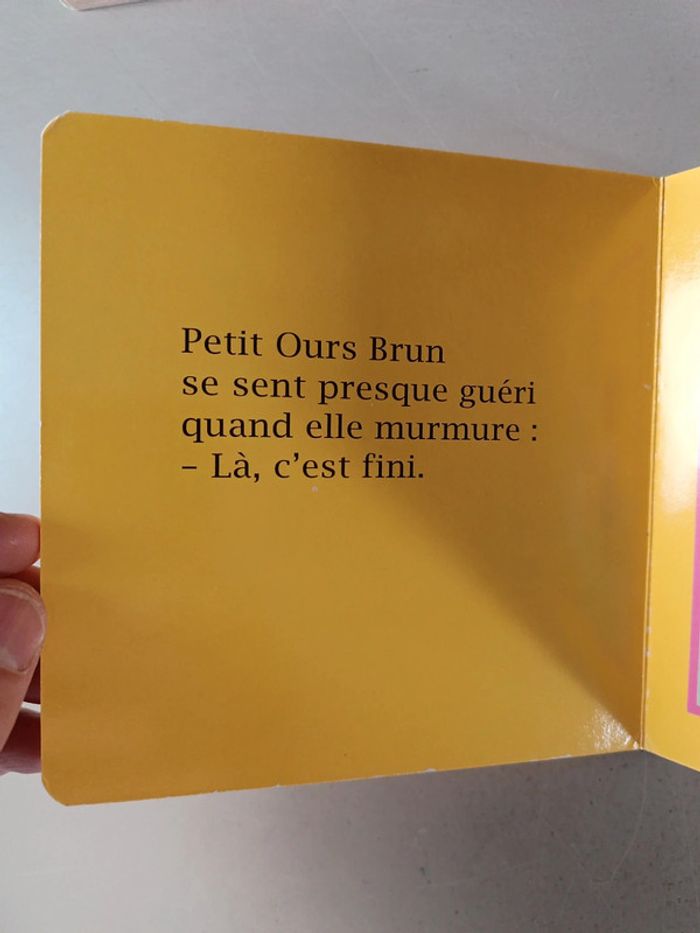 Petit Ours Brun
se sent presque guéri
quand elle murmure :
– Là, c’est fini.